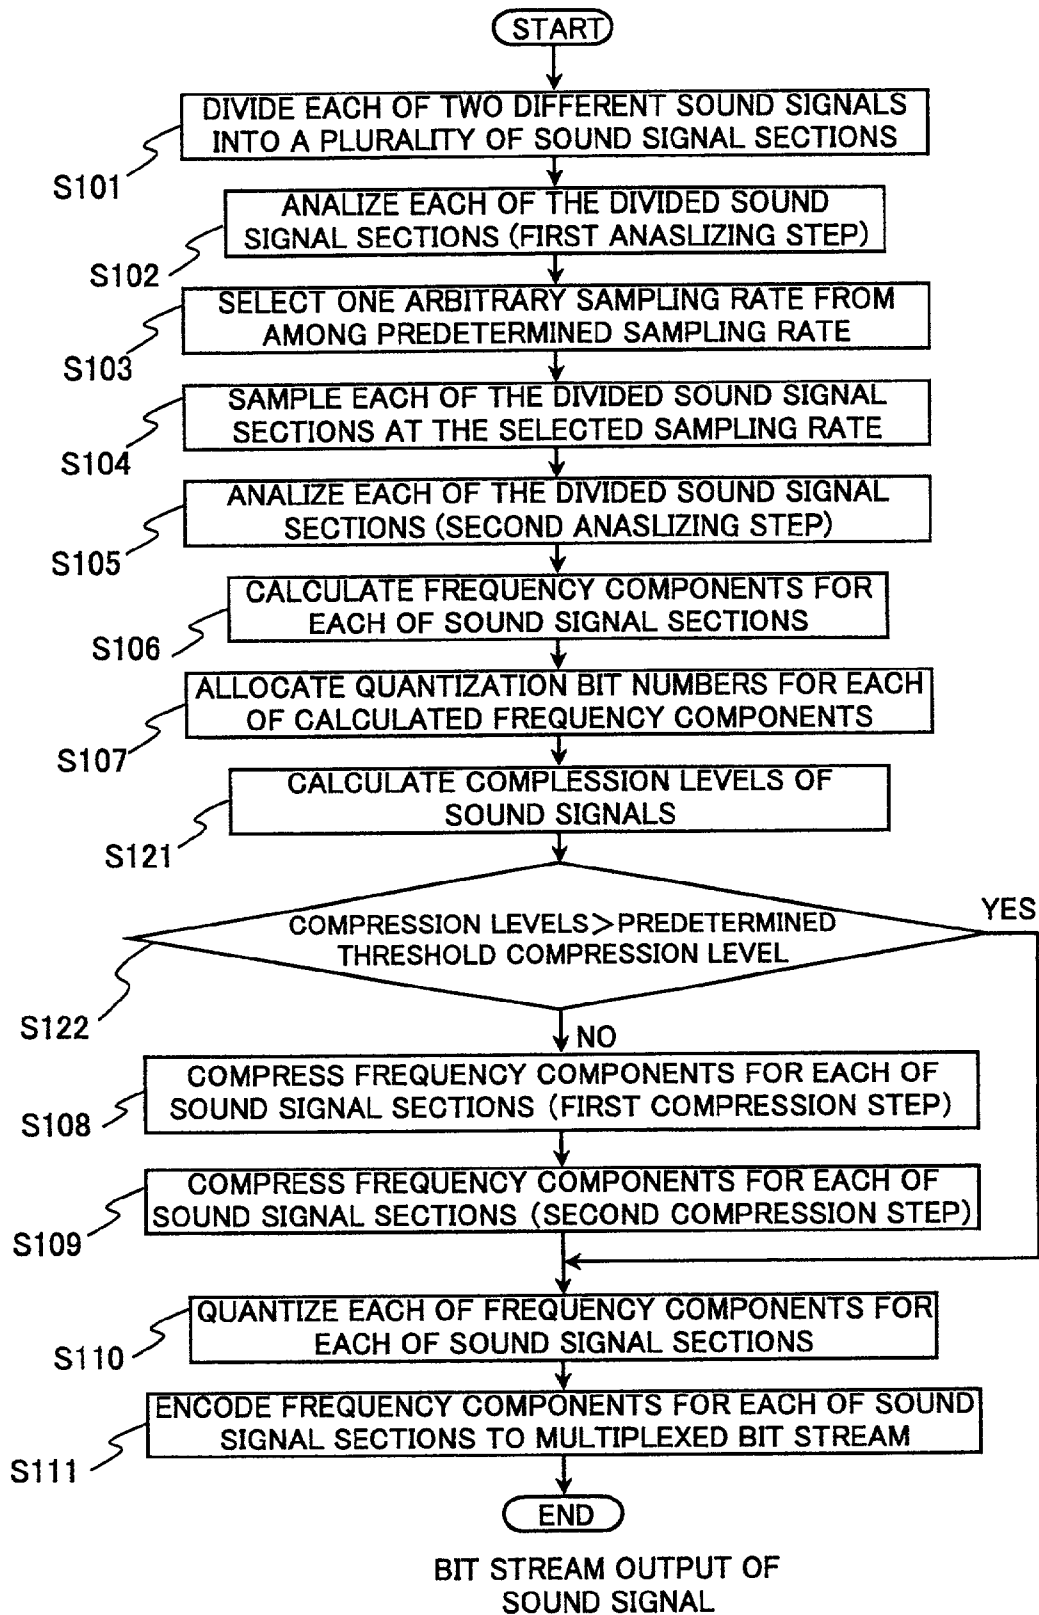 START
DIVIDE EACH OF TWO DIFFERENT SOUND SIGNALS
INTO A PLURALITY OF SOUND SIGNAL SECTIONS
S101
ANALIZE EACH OF THE DIVIDED SOUND
SIGNAL SECTIONS (FIRST ANASLIZING STEP)
S102
SELECT ONE ARBITRARY SAMPLING RATE FROM
AMONG PREDETERMINED SAMPLING RATE
S103
SAMPLE EACH OF THE DIVIDED SOUND SIGNAL
SECTIONS AT THE SELECTED SAMPLING RATE
S104
ANALIZE EACH OF THE DIVIDED SOUND SIGNAL
SECTIONS (SECOND ANASLIZING STEP)
S105
CALCULATE FREQUENCY COMPONENTS FOR
EACH OF SOUND SIGNAL SECTIONS
S106
ALLOCATE QUANTIZATION BIT NUMBERS FOR EACH
OF CALCULATED FREQUENCY COMPONENTS
S107
CALCULATE COMPLESSION LEVELS OF
SOUND SIGNALS
S121
YES
COMPRESSION LEVELS>PREDETERMINED
THRESHOLD COMPRESSION LEVEL
S122
NO
COMPRESS FREQUENCY COMPONENTS FOR EACH OF
SOUND SIGNAL SECTIONS (FIRST COMPRESSION STEP)
S108
COMPRESS FREQUENCY COMPONENTS FOR EACH OF
SOUND SIGNAL SECTIONS (SECOND COMPRESSION STEP)
S109
QUANTIZE EACH OF FREQUENCY COMPONENTS FOR
EACH OF SOUND SIGNAL SECTIONS
S110
ENCODE FREQUENCY COMPONENTS FOR EACH OF SOUND
SIGNAL SECTIONS TO MULTIPLEXED BIT STREAM
S111
END
BIT STREAM OUTPUT OF
SOUND SIGNAL